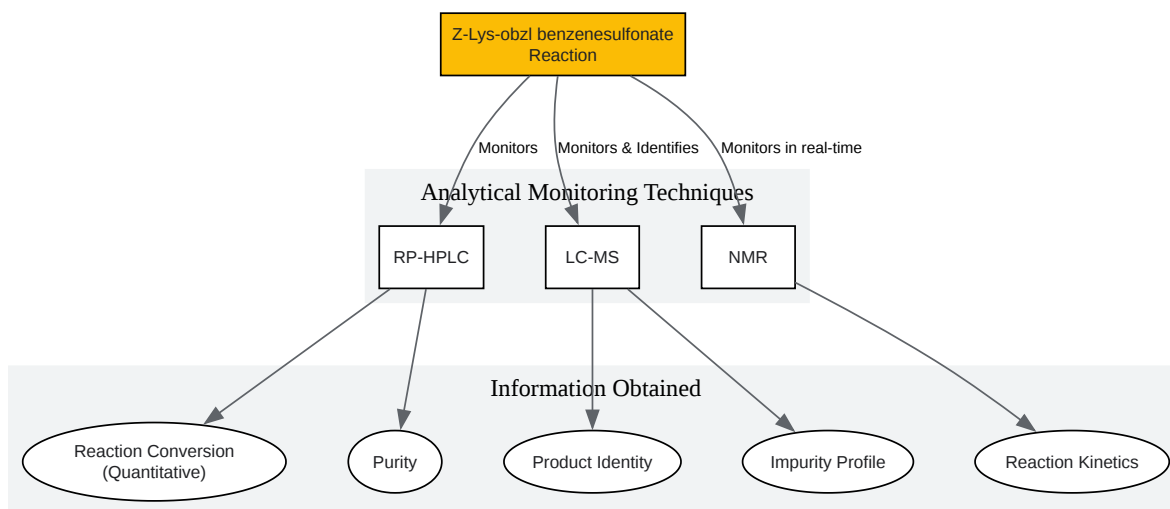 Z-Lys-obzl benzenesulfonate
Reaction
Monitors
Monitors & Identifies
Monitors in real-time
Analytical Monitoring Techniques
RP-HPLC
LC-MS
NMR
Information Obtained
Reaction Conversion
(Quantitative)
Purity
Product Identity
Impurity Profile
Reaction Kinetics